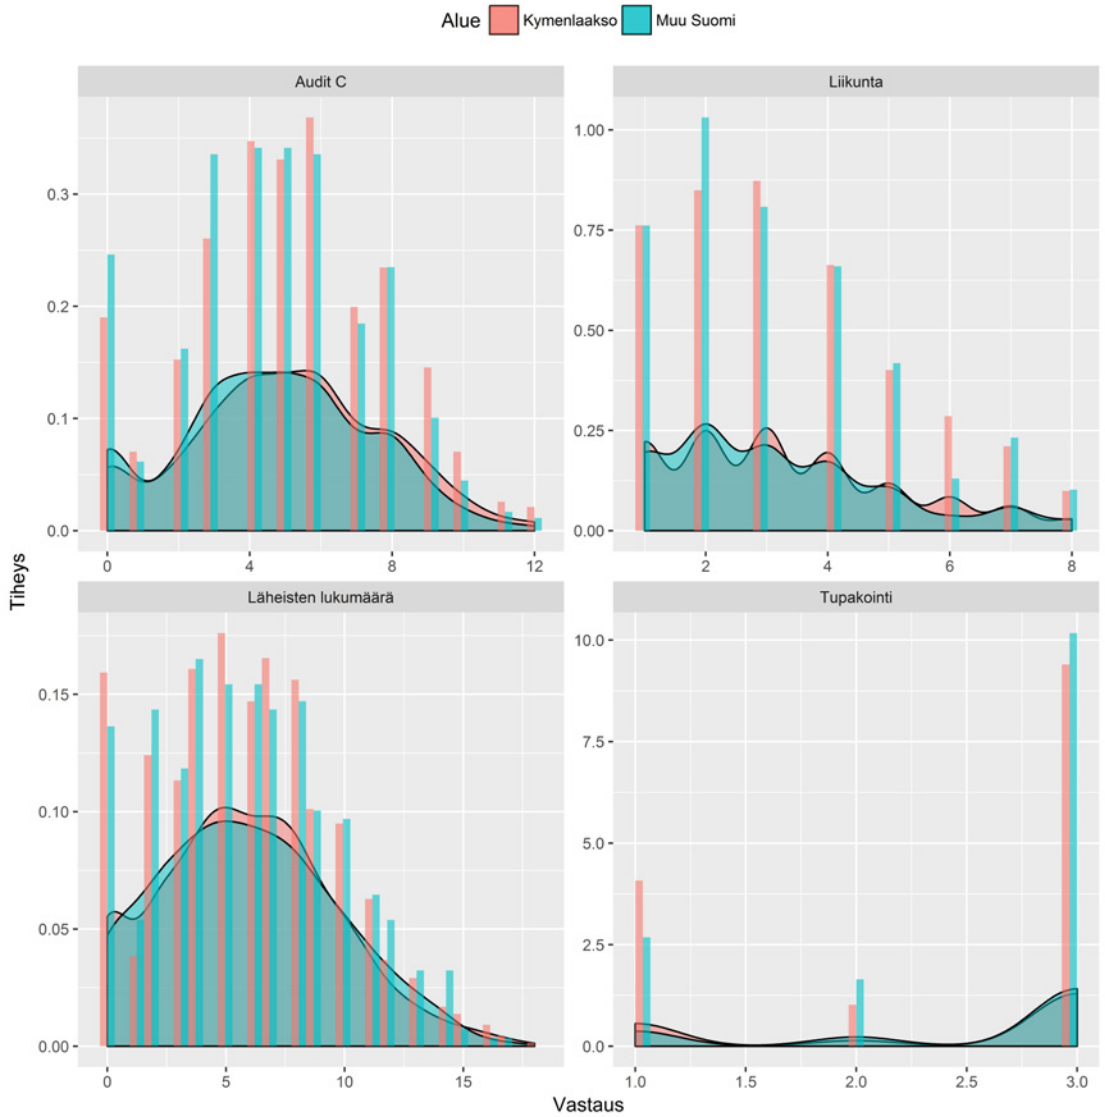 Alue Kymenlaakso Muu Suomi
Audit C
Liikunta
0.3
0.2
0.1
0.0
0 4 8 12
1.00
0.75
0.50
0.25
0.00
2 4 6 8
Tiheys
Läheisten lukumäärä
Tupakointi
0.15
0.10
0.05
0.00
0 5 10 15
10.0
7.5
5.0
2.5
0.0
1.0 1.5 2.0 2.5 3.0
Vastaus